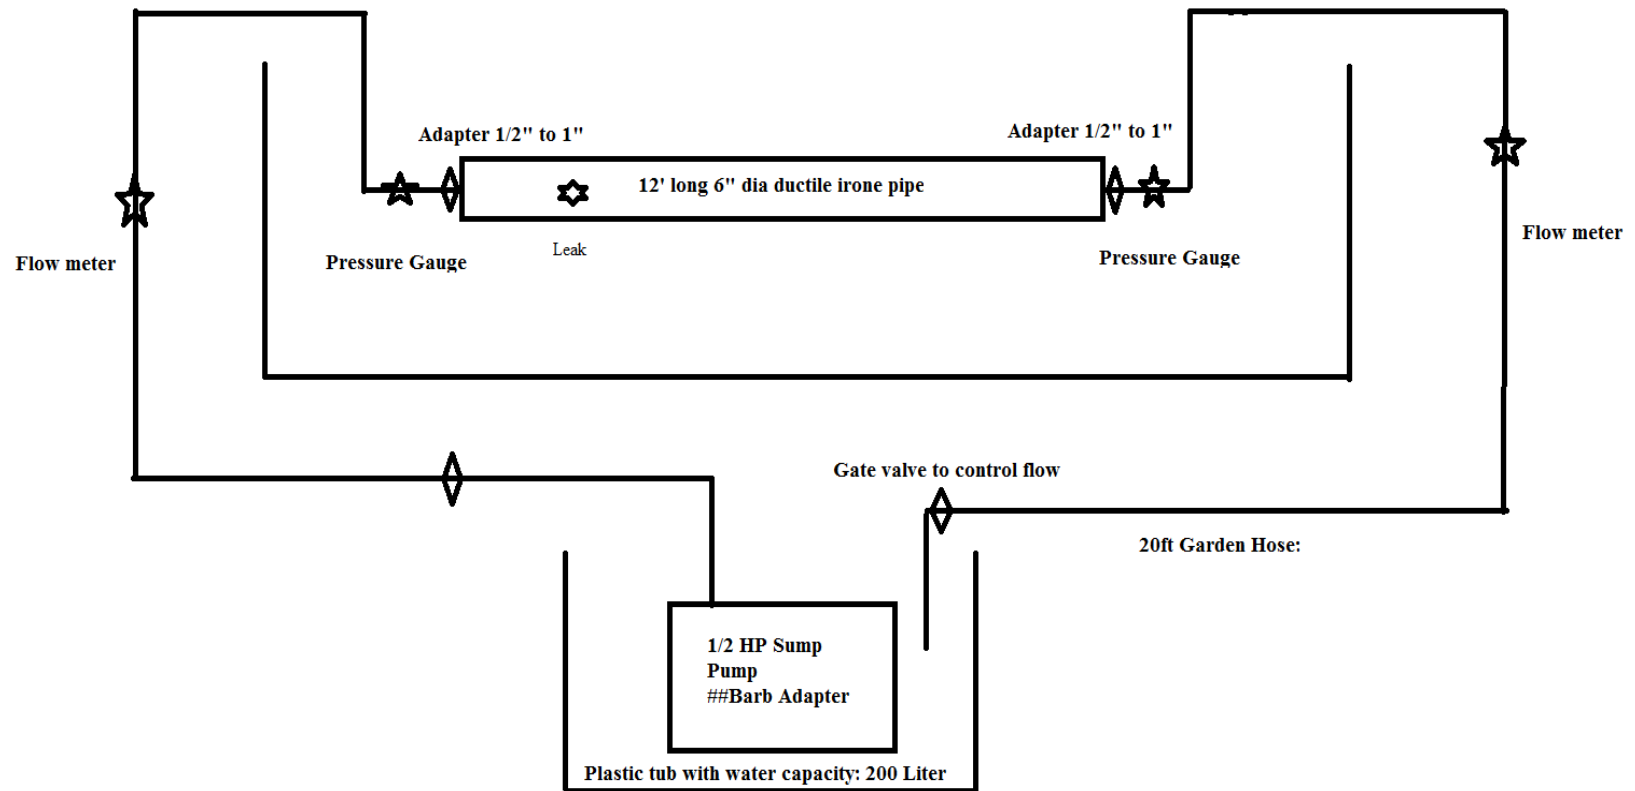 Adapter 1/2" to 1"
Adapter 1/2" to 1"
12' long 6" dia ductile irone pipe
Flow meter
Pressure Gauge
Leak
Pressure Gauge
Flow meter
Gate valve to control flow
20ft Garden Hose:
1/2 HP Sump
Pump
##Barb Adapter
Plastic tub with water capacity: 200 Liter